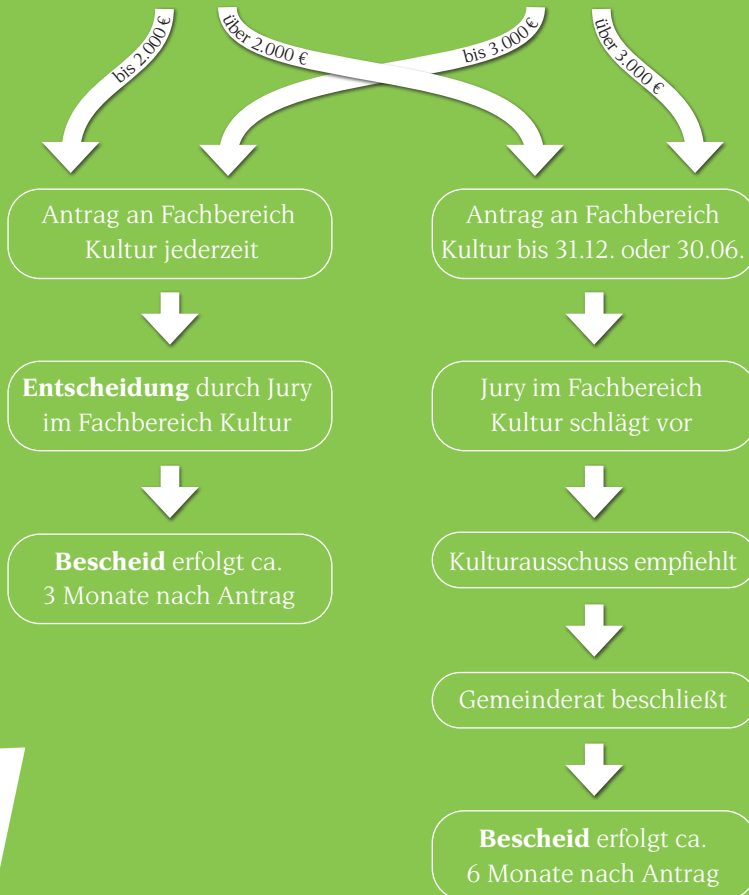 bis 2.000 €
über 2.000 €
bis 3.000 €
über 3.000 €
Antrag an Fachbereich
Kultur jederzeit
Entscheidung durch Jury
im Fachbereich Kultur
Bescheid erfolgt ca.
3 Monate nach Antrag
Antrag an Fachbereich
Kultur bis 31.12. oder 30.06.
Jury im Fachbereich
Kultur schlägt vor
Kulturausschuss empfiehlt
Gemeinderat beschließt
Bescheid erfolgt ca.
6 Monate nach Antrag